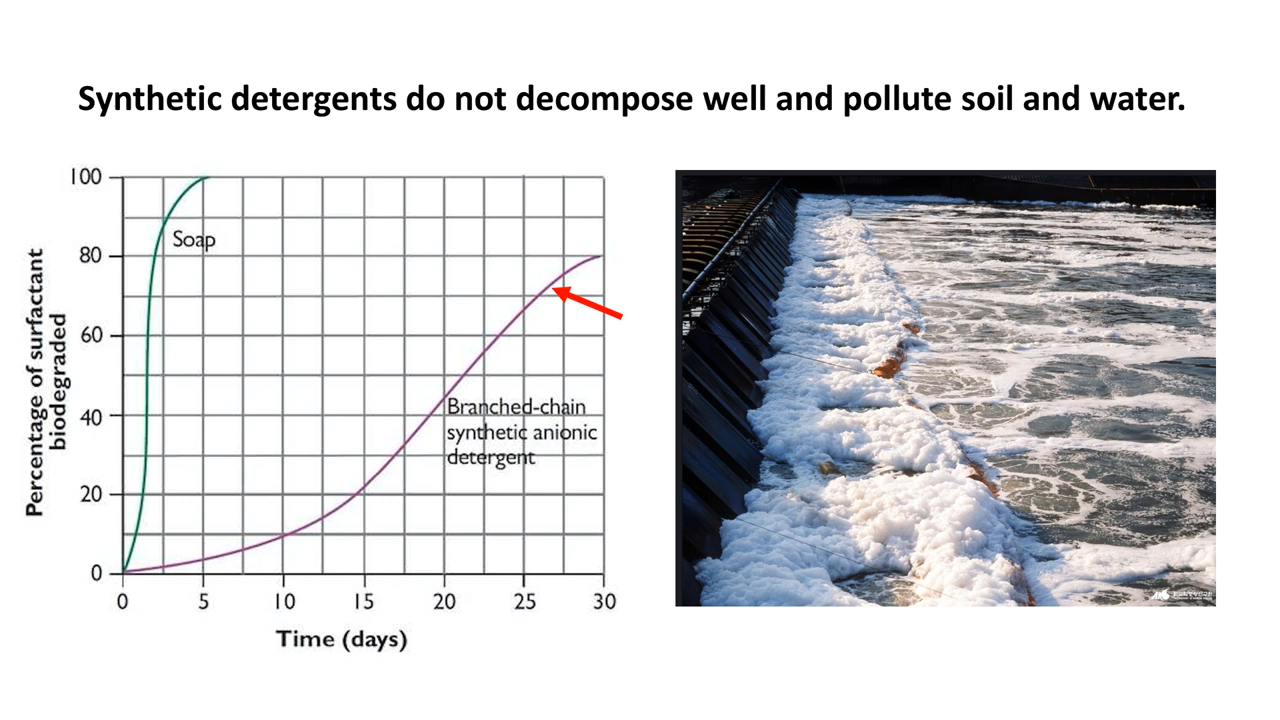 Synthetic detergents do not decompose well and pollute soil and water.
Percentage of surfactant
biodegraded
100
80
60
40
20
0
Soap
Branched-chain
synthetic anionic
detergent
0 5 10 15 20 25 30
Time (days)